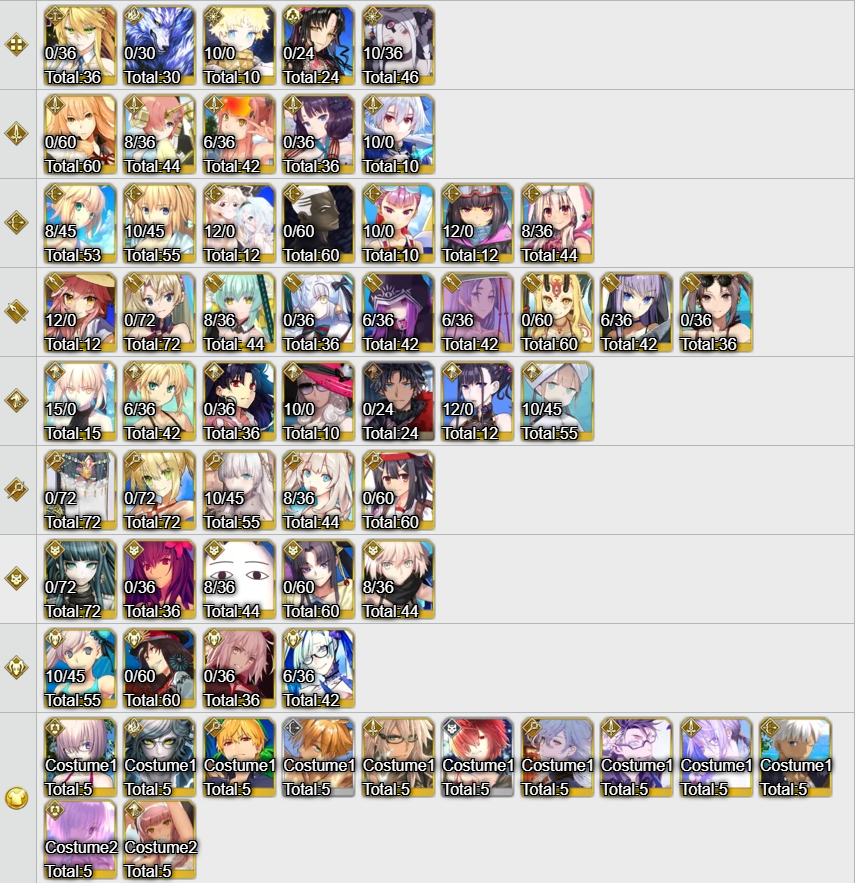 0/36 0/30 10/0 0/24 10/36
Total:36 Total:30 Total:10 Total:24 Total:46
0/60 8/36 6/36 0/36 10/0
Total:60 Total:44 Total:42 Total:36 Total:10
8/45 10/45 12/0 0/60 10/0 12/0 8/36
Total:53 Total:55 Total:12 Total:60 Total:10 Total:12 Total:44
12/0 0/72 8/36 0/36 6/36 6/36 0/60 6/36 0/36
Total:12 Total:72 Total:44 Total:36 Total:42 Total:42 Total:60 Total:42 Total:36
15/0 6/36 0/36 10/0 0/24 12/0 10/45
Total:15 Total:42 Total:36 Total:10 Total:24 Total:12 Total:55
0/72 0/72 10/45 8/36 0/60
Total:72 Total:72 Total:55 Total:44 Total:60
0/72 0/36 8/36 0/60 8/36
Total:72 Total:36 Total:44 Total:60 Total:44
10/45 0/60 0/36 6/36
Total:55 Total:60 Total:36 Total:42
Costume1 Costume1 Costume1 Costume1 Costume1 Costume1 Costume1 Costume1 Costume1 Costume1
Total:5 Total:5 Total:5 Total:5 Total:5 Total:5 Total:5 Total:5 Total:5 Total:5
Costume2 Costume2
Total:5 Total:5